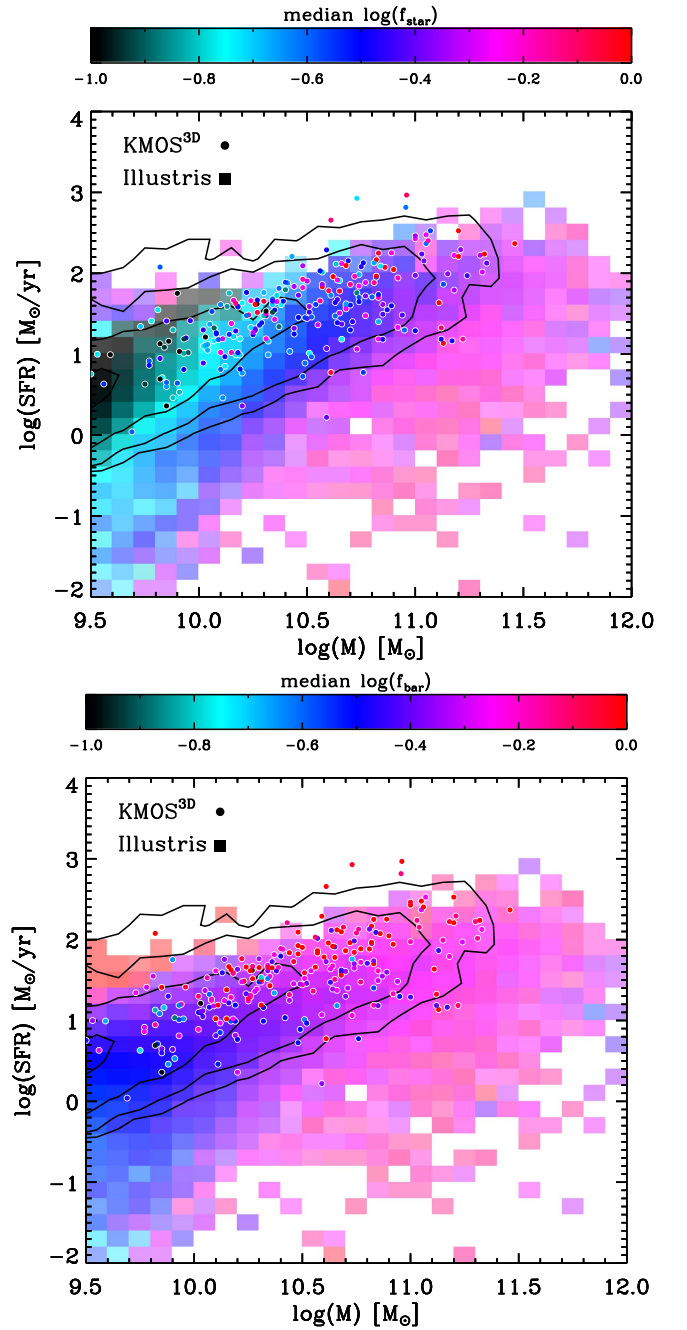 median log(f_star)
-1.0 -0.8 -0.6 -0.4 -0.2 0.0
4
KMOS^3D
Illustris
3
2
1
0
-1
-2
log(SFR) [M_⊙/yr]
9.5 10.0 10.5 11.0 11.5 12.0
log(M) [M_⊙]
median log(f_bar)
-1.0 -0.8 -0.6 -0.4 -0.2 0.0
4
KMOS^3D
Illustris
3
2
1
0
-1
-2
log(SFR) [M_⊙/yr]
9.5 10.0 10.5 11.0 11.5 12.0
log(M) [M_⊙]